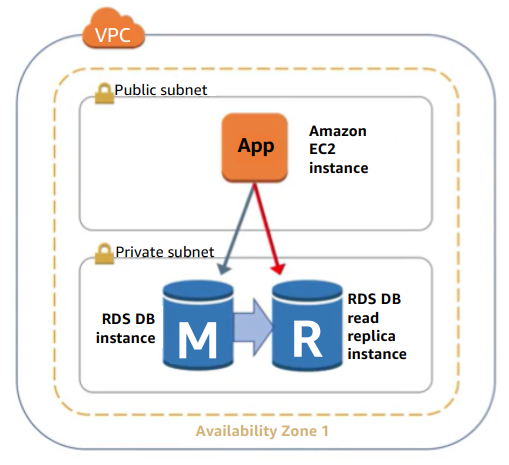 VPC
Public subnet
App
Amazon
EC2
instance
Private subnet
RDS DB
instance
M
R
RDS DB
read
replica
instance
Availability Zone 1